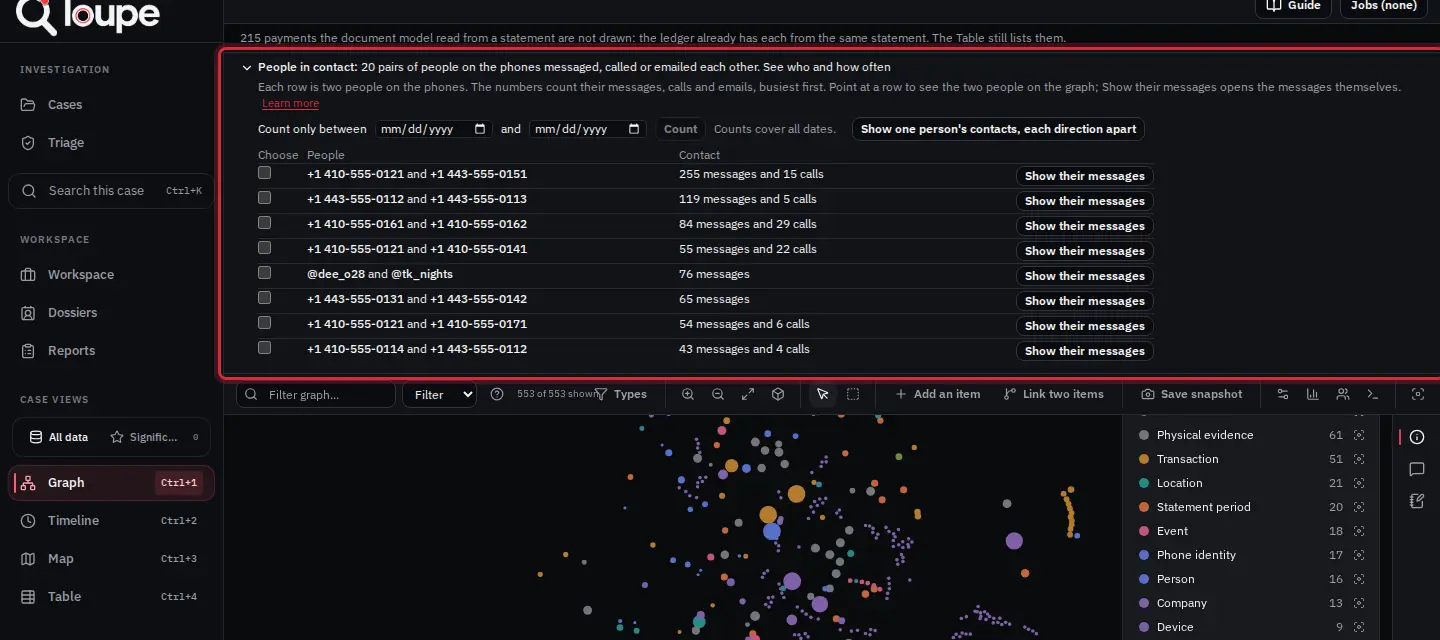 loupe
Guide
Jobs (none)
215 payments the document model read from a statement are not drawn: the ledger already has each from the same statement. The Table still lists them.
INVESTIGATION
Cases
Triage
Search this case Ctrl+K
WORKSPACE
Workspace
Dossiers
Reports
CASE VIEWS
All data Signific... 0
Graph Ctrl+1
Timeline Ctrl+2
Map Ctrl+3
Table Ctrl+4
People in contact: 20 pairs of people on the phones messaged, called or emailed each other. See who and how often
Each row is two people on the phones. The numbers count their messages, calls and emails, busiest first. Point at a row to see the two people on the graph; Show their messages opens the messages themselves.
Learn more
Count only between mm/dd/yyyy and mm/dd/yyyy Count Counts cover all dates. Show one person's contacts, each direction apart
Choose People Contact
+1 410-555-0121 and +1 443-555-0151 255 messages and 15 calls Show their messages
+1 443-555-0112 and +1 443-555-0113 119 messages and 5 calls Show their messages
+1 410-555-0161 and +1 410-555-0162 84 messages and 29 calls Show their messages
+1 410-555-0121 and +1 410-555-0141 55 messages and 22 calls Show their messages
@dee_o28 and @tk_nights 76 messages Show their messages
+1 443-555-0131 and +1 443-555-0142 65 messages Show their messages
+1 410-555-0121 and +1 410-555-0171 54 messages and 6 calls Show their messages
+1 410-555-0114 and +1 443-555-0112 43 messages and 4 calls Show their messages
Filter graph... Filter 553 of 553 shown Types Add an item Link two items Save snapshot
Physical evidence 61
Transaction 51
Location 21
Statement period 20
Event 18
Phone identity 17
Person 16
Company 13
Device 9